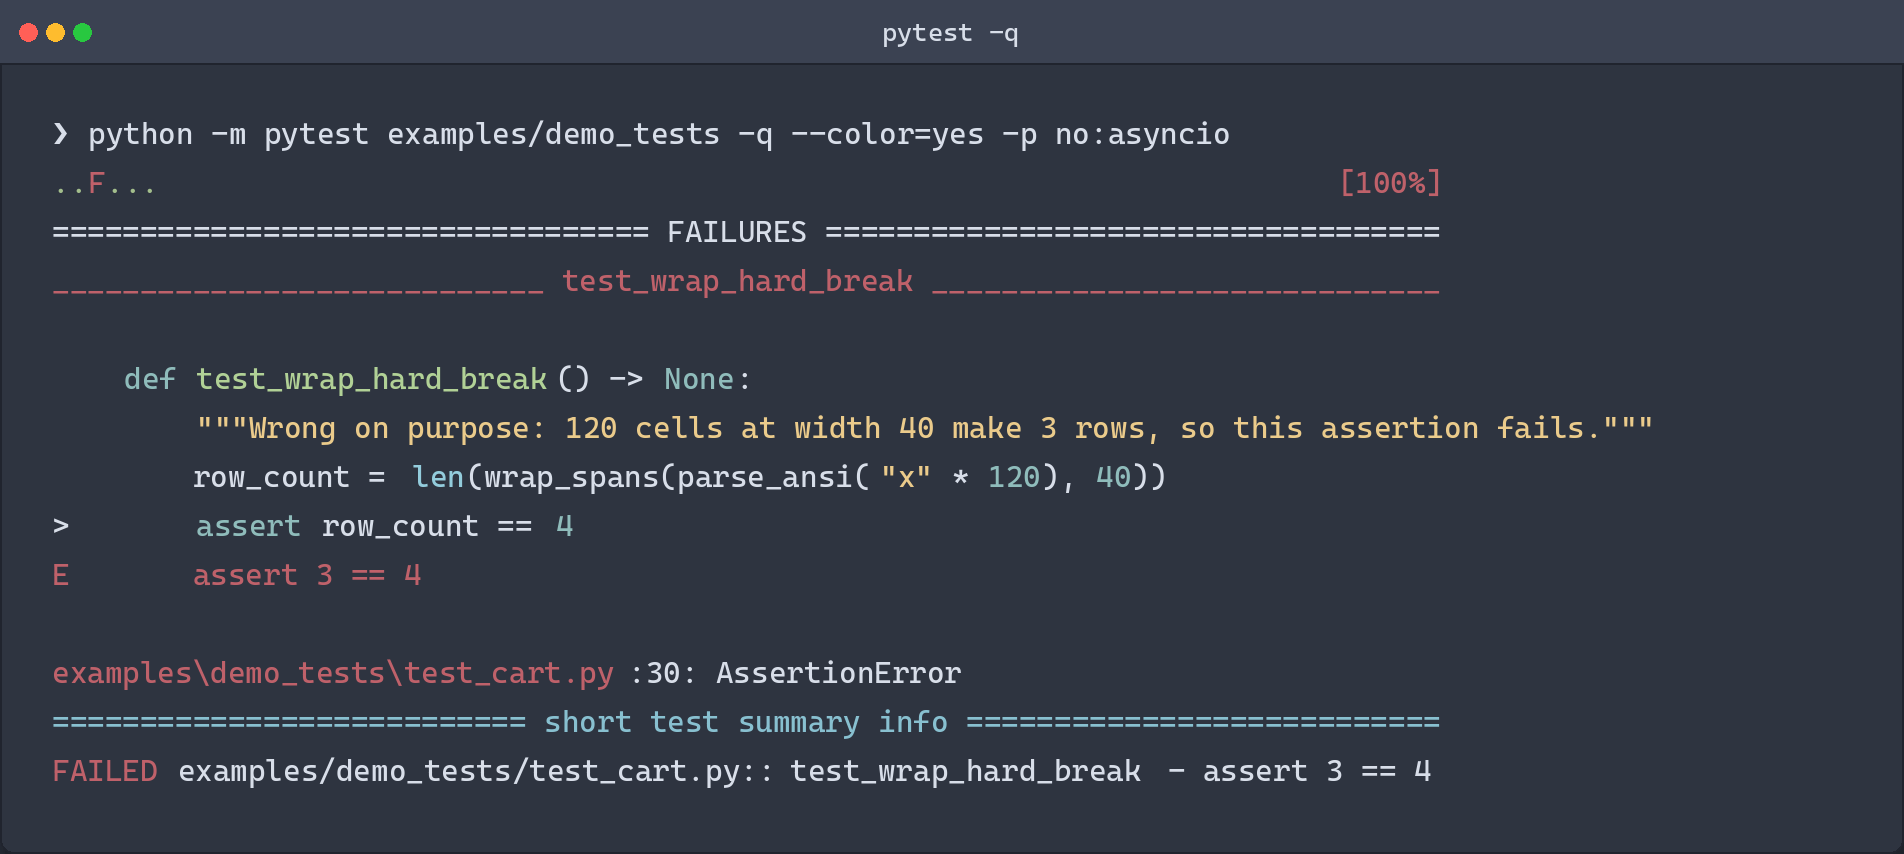 pytest -q
❯ python -m pytest examples/demo_tests -q --color=yes -p no:asyncio
..F... [100%]
================================== FAILURES ===================================
____________________________ test_wrap_hard_break _____________________________
def test_wrap_hard_break() -> None:
"""Wrong on purpose: 120 cells at width 40 make 3 rows, so this assertion fails."""
row_count = len(wrap_spans(parse_ansi("x" * 120), 40))
> assert row_count == 4
E assert 3 == 4
examples\demo_tests\test_cart.py:30: AssertionError
=========================== short test summary info ===========================
FAILED examples/demo_tests/test_cart.py::test_wrap_hard_break - assert 3 == 4